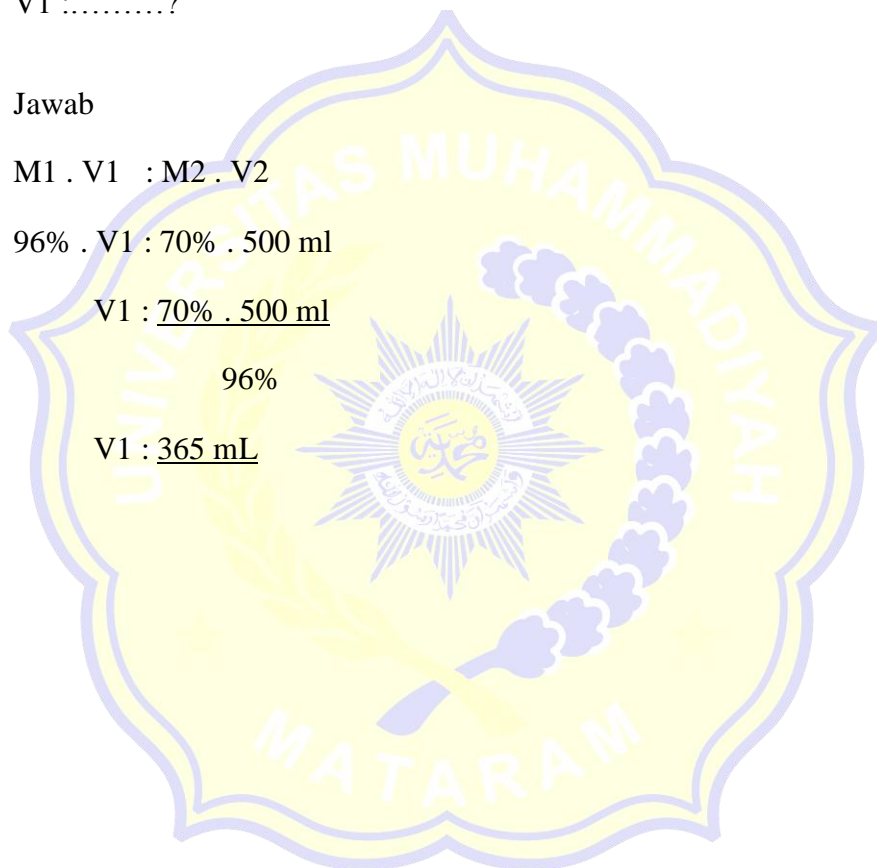 V1 :.........?
Jawab
M1 . V1 : M2 . V2
96% . V1 : 70% . 500 ml
V1 : 70% . 500 ml
96%
V1 : 365 mL
UNIVERSITAS MUHAMMADIYAH
MATARAM